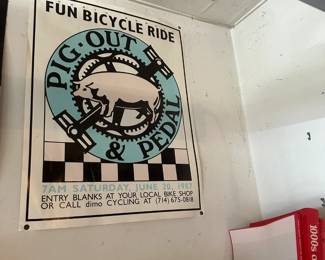 FUN BICYCLE RIDE
PIG-OUT
& PEDAL
7AM SATURDAY, JUNE 20, 1987
ENTRY BLANKS AT YOUR LOCAL BIKE SHOP
OR CALL dimo CYCLING AT (714) 675-0818
1000s o